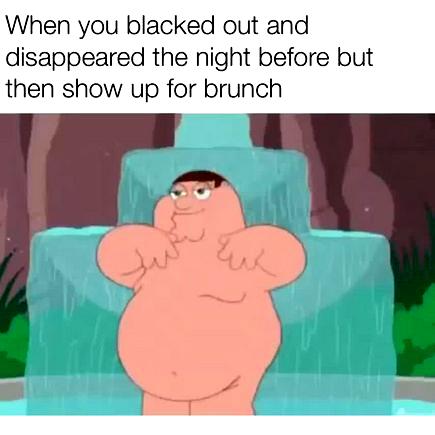 When you blacked out and
disappeared the night before but
then show up for brunch